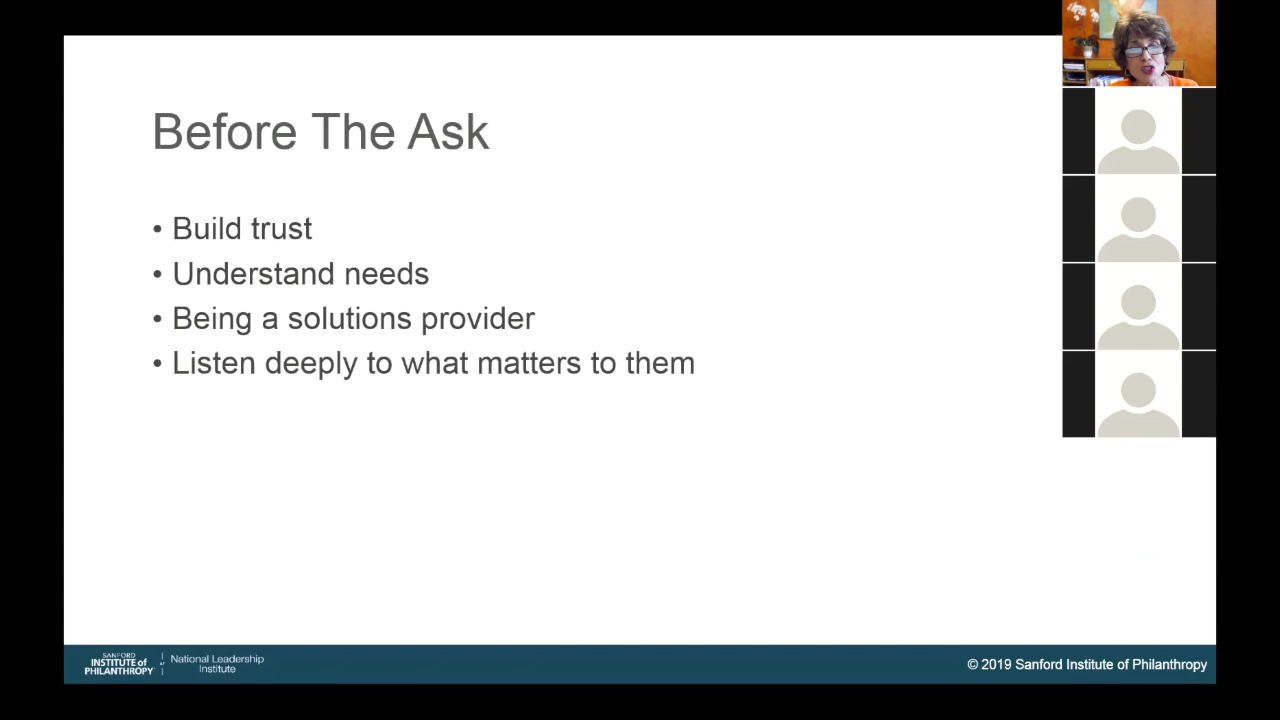 Before The Ask
• Build trust
• Understand needs
• Being a solutions provider
• Listen deeply to what matters to them
SANFORD
INSTITUTE of
PHILANTHROPY
AT
National Leadership
Institute
© 2019 Sanford Institute of Philanthropy